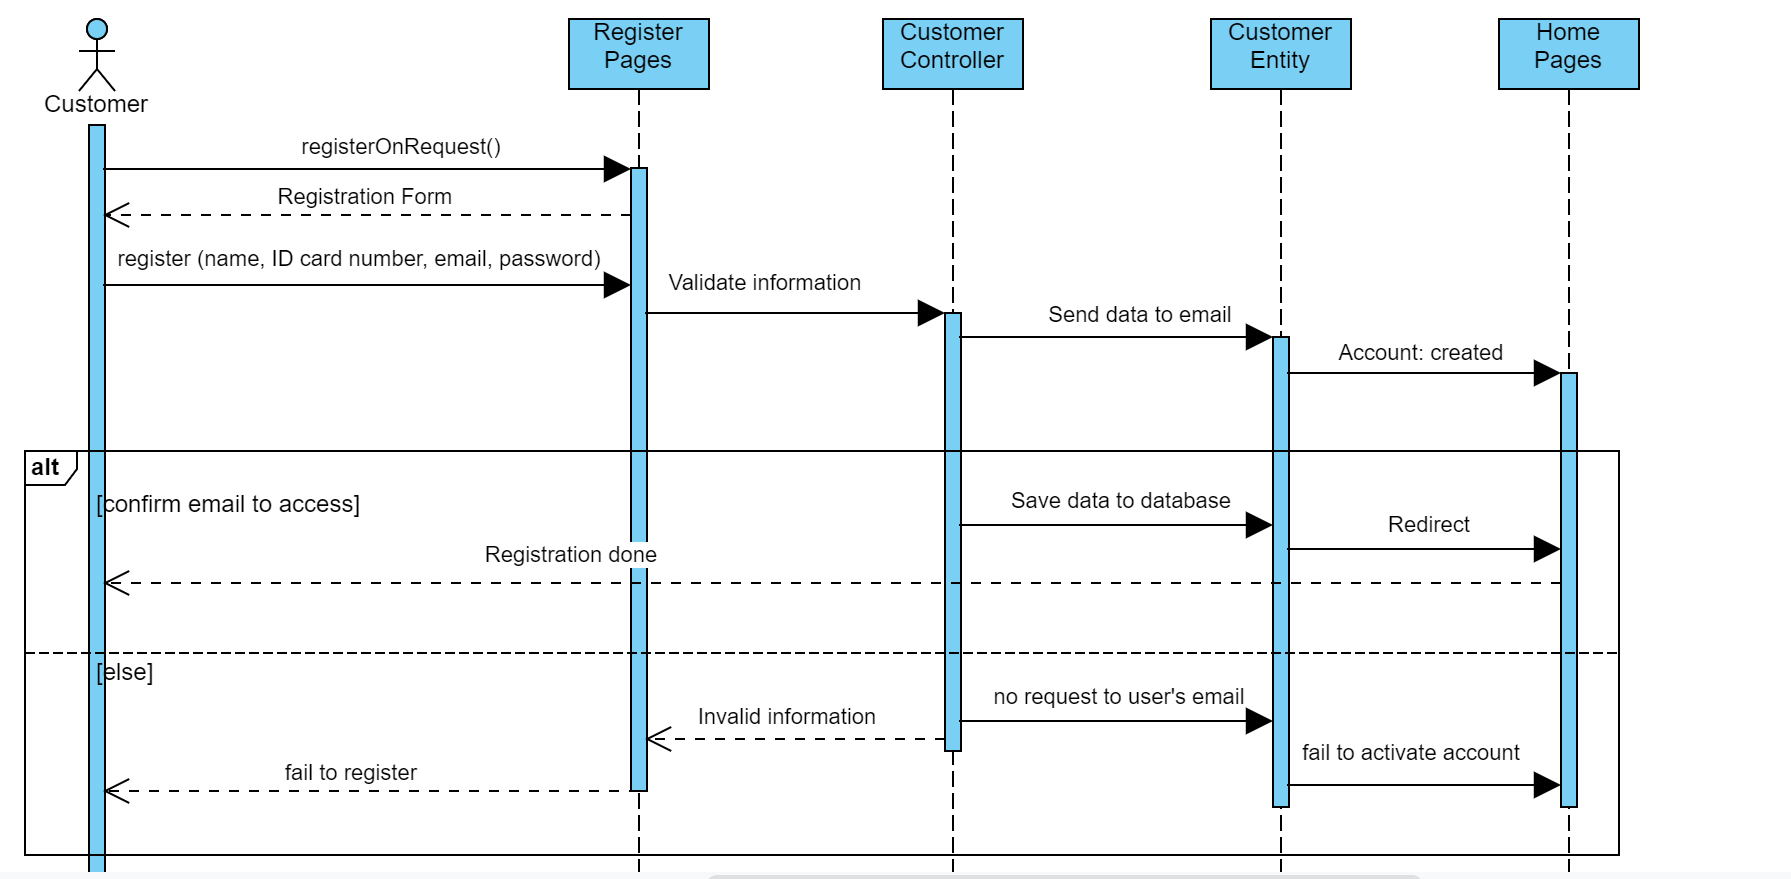 Register
Pages
Customer
Controller
Customer
Entity
Home
Pages
Customer
registerOnRequest()
Registration Form
register (name, ID card number, email, password)
Validate information
Send data to email
Account: created
alt
[confirm email to access]
Save data to database
Redirect
Registration done
[else]
no request to user's email
Invalid information
fail to activate account
fail to register